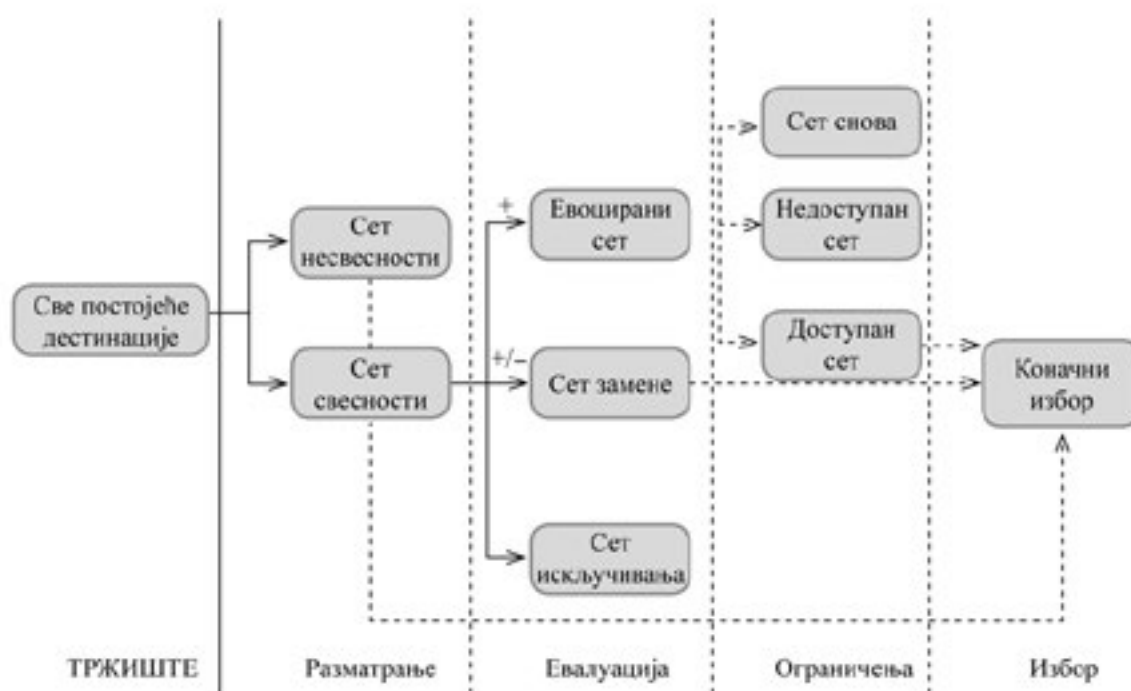 Све постојеће
дестинације
Сет
несвесности
Сет
свесности
+
Евоцирани
сет
+/–
Сет замене
Сет
искључивања
Сет снова
Недоступан
сет
Доступан
сет
Коначни
избор
ТРЖИШТЕ
Разматрање
Евалуација
Ограничења
Избор